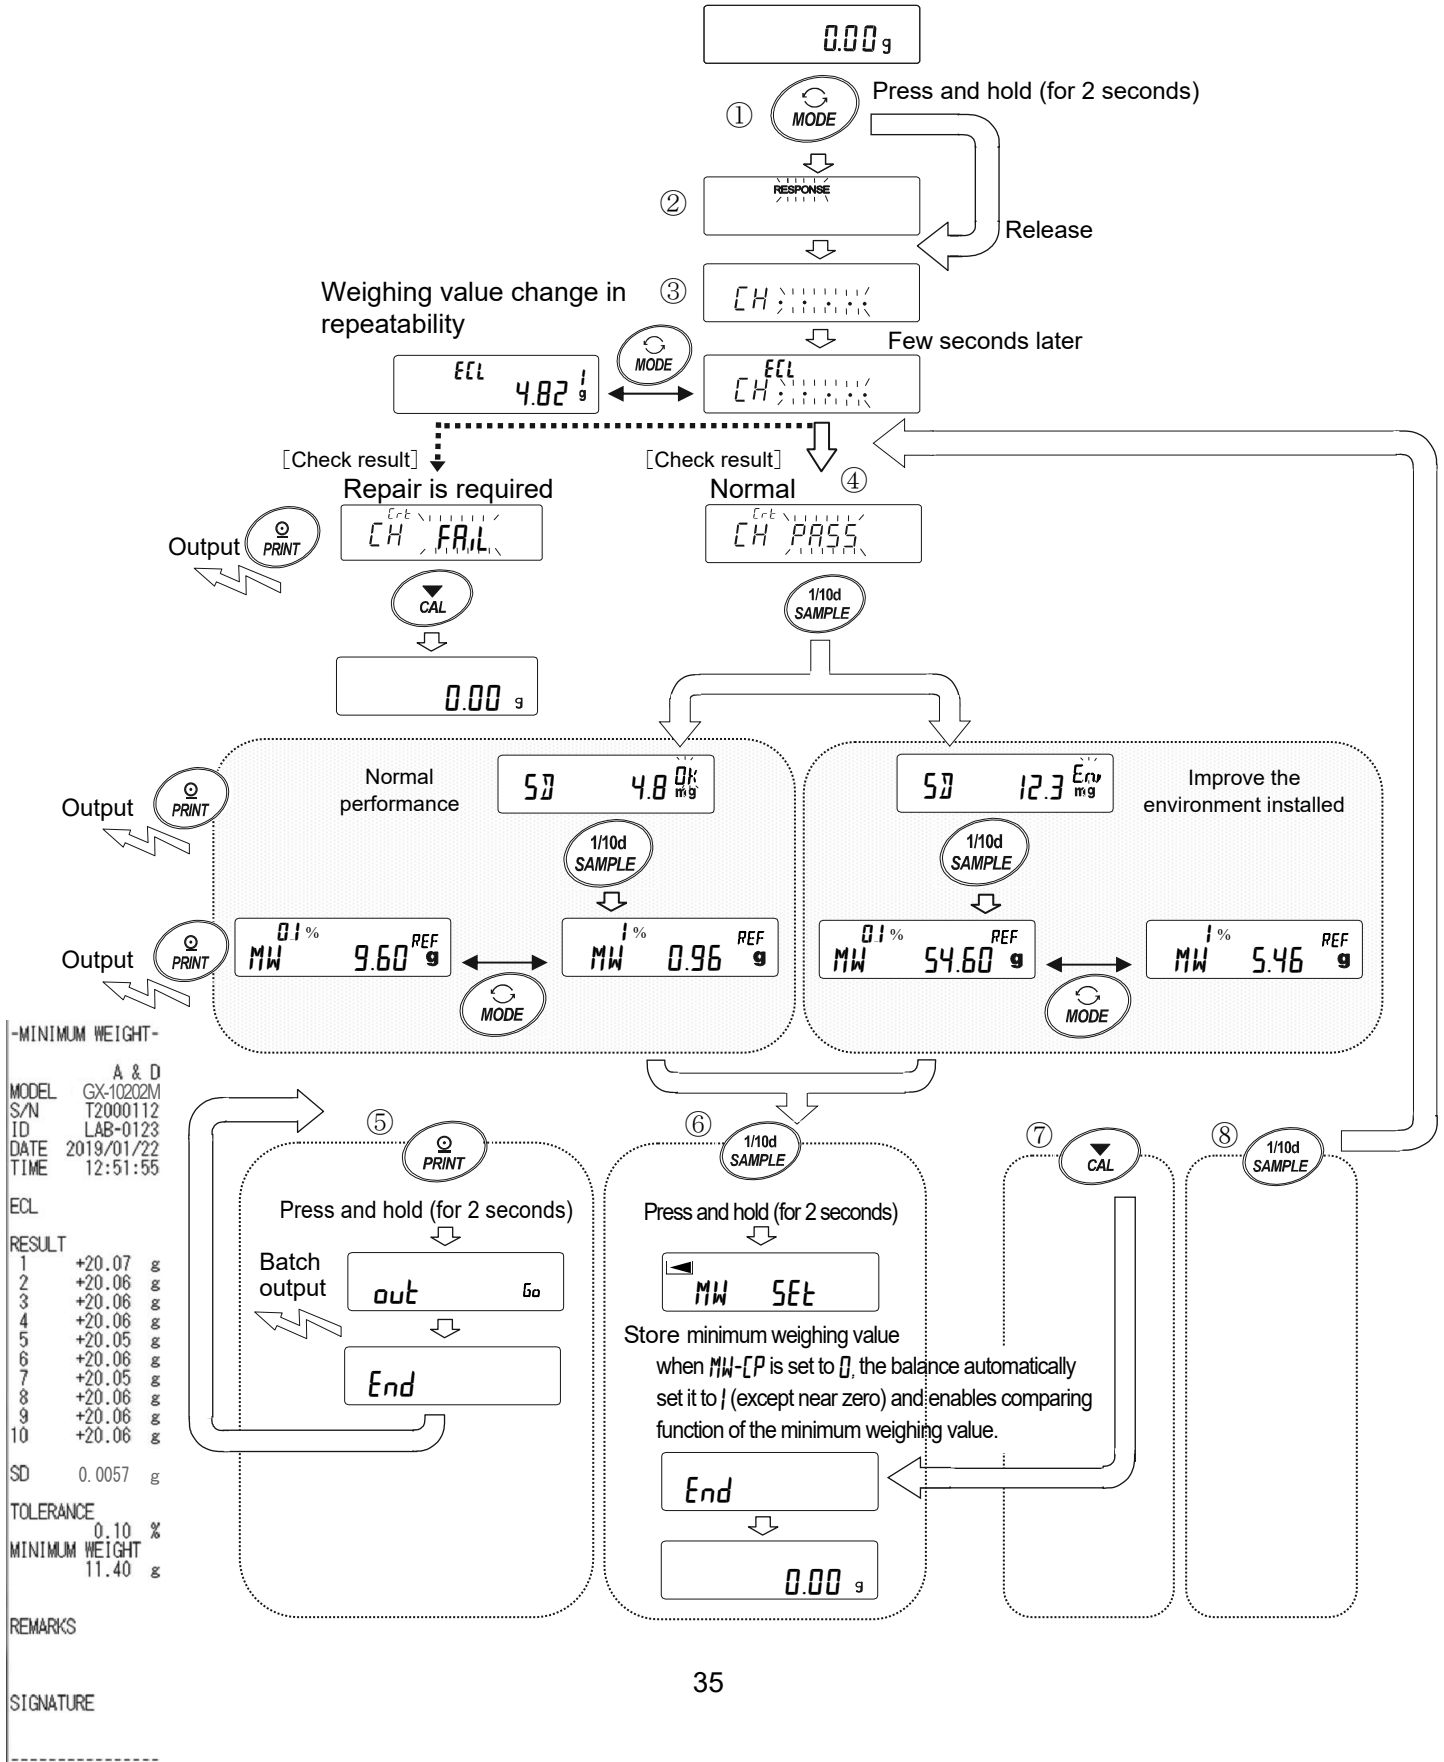 0.00 g
① MODE Press and hold (for 2 seconds)
② RESPONSE
Release
Weighing value change in
repeatability
③ CH
MODE
Few seconds later
ECL
4.82 1 g
ECL
CH
[Check result]
Repair is required
[Check result]
Normal ④
Output PRINT
Crt
CH FAiL
Crt
CH PASS
CAL
1/10d
SAMPLE
0.00 g
Normal
performance
SD 4.8 OK mg
SD 12.3 Env mg
Improve the
environment installed
Output PRINT
1/10d
SAMPLE
1/10d
SAMPLE
Output PRINT
0.1 %
MW 9.60 REF g
1 %
MW 0.96 REF g
0.1 %
MW 54.60 REF g
1 %
MW 5.46 REF g
MODE
MODE
-MINIMUM WEIGHT-
A & D
MODEL GX-10202M
S/N T2000112
ID LAB-0123
DATE 2019/01/22
TIME 12:51:55
ECL
RESULT
1 +20.07 g
2 +20.06 g
3 +20.06 g
4 +20.06 g
5 +20.05 g
6 +20.06 g
7 +20.05 g
8 +20.06 g
9 +20.06 g
10 +20.06 g
SD 0.0057 g
TOLERANCE
0.10 %
MINIMUM WEIGHT
11.40 g
REMARKS
SIGNATURE
----------------
⑤ PRINT
Press and hold (for 2 seconds)
Batch
output
out Go
End
⑥ 1/10d
SAMPLE
Press and hold (for 2 seconds)
MW SEt
Store minimum weighing value
when MW-CP is set to 0, the balance automatically
set it to 1 (except near zero) and enables comparing
function of the minimum weighing value.
End
0.00 g
⑦ CAL
⑧ 1/10d
SAMPLE
35